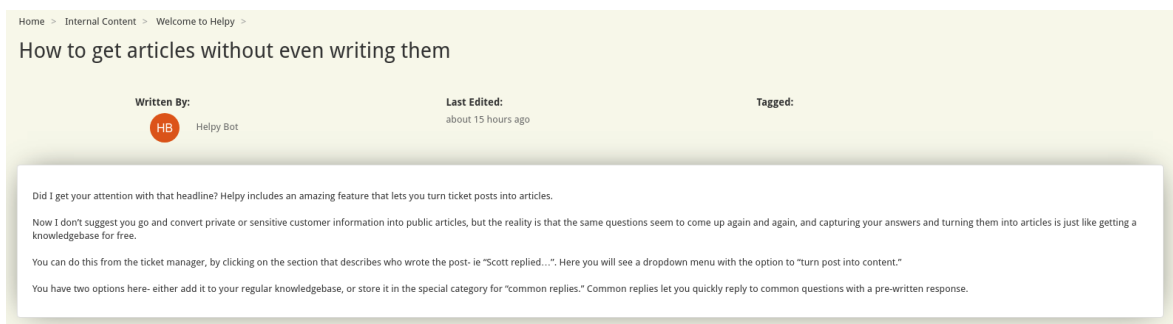 Home > Internal Content > Welcome to Helpy >
How to get articles without even writing them
Written By:
HB Helpy Bot
Last Edited:
about 15 hours ago
Tagged:
Did I get your attention with that headline? Helpy includes an amazing feature that lets you turn ticket posts into articles.
Now I don't suggest you go and convert private or sensitive customer information into public articles, but the reality is that the same questions seem to come up again and again, and capturing your answers and turning them into articles is just like getting a
knowledgebase for free.
You can do this from the ticket manager, by clicking on the section that describes who wrote the post- ie “Scott replied…”. Here you will see a dropdown menu with the option to “turn post into content.”
You have two options here- either add it to your regular knowledgebase, or store it in the special category for “common replies.” Common replies let you quickly reply to common questions with a pre-written response.